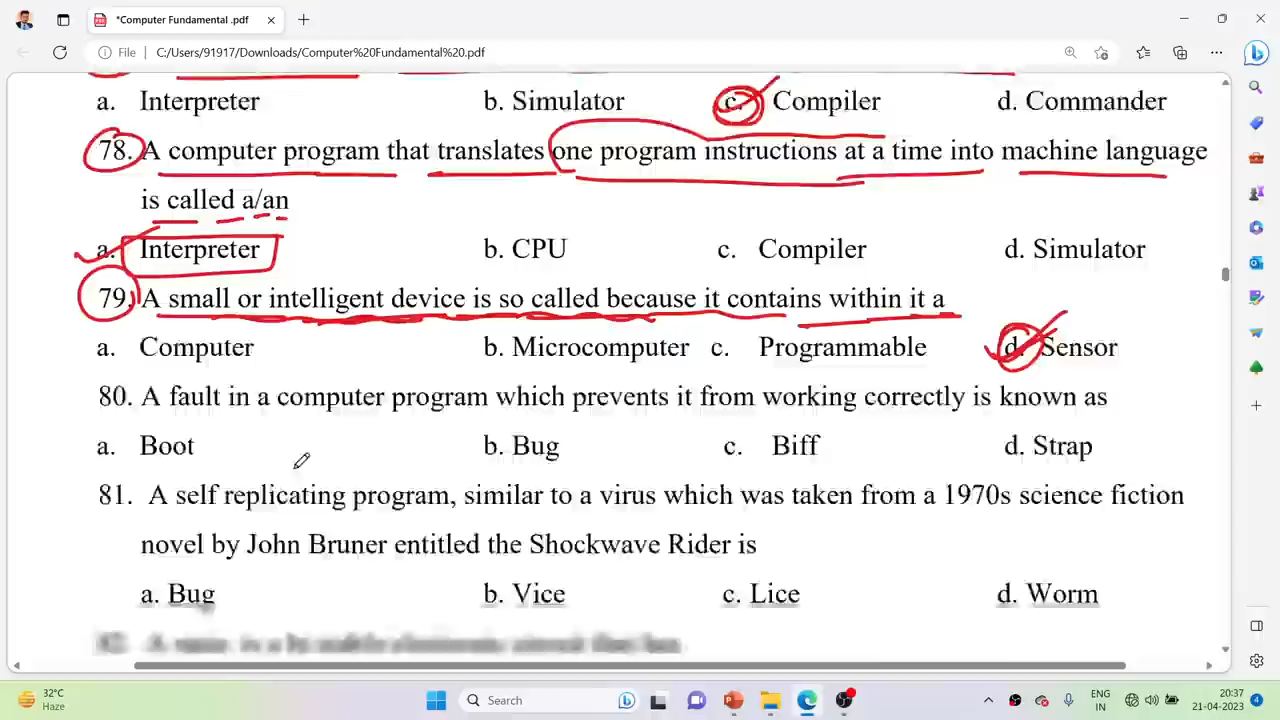 *Computer Fundamental .pdf
File C:/Users/91917/Downloads/Computer%20Fundamental%20.pdf
a. Interpreter b. Simulator c. Compiler d. Commander
78. A computer program that translates one program instructions at a time into machine language
is called a/an
a. Interpreter b. CPU c. Compiler d. Simulator
79. A small or intelligent device is so called because it contains within it a
a. Computer b. Microcomputer c. Programmable d. Sensor
80. A fault in a computer program which prevents it from working correctly is known as
a. Boot b. Bug c. Biff d. Strap
81. A self replicating program, similar to a virus which was taken from a 1970s science fiction
novel by John Bruner entitled the Shockwave Rider is
a. Bug b. Vice c. Lice d. Worm
32°C
Haze
Search
ENG
IN
20:37
21-04-2023
4